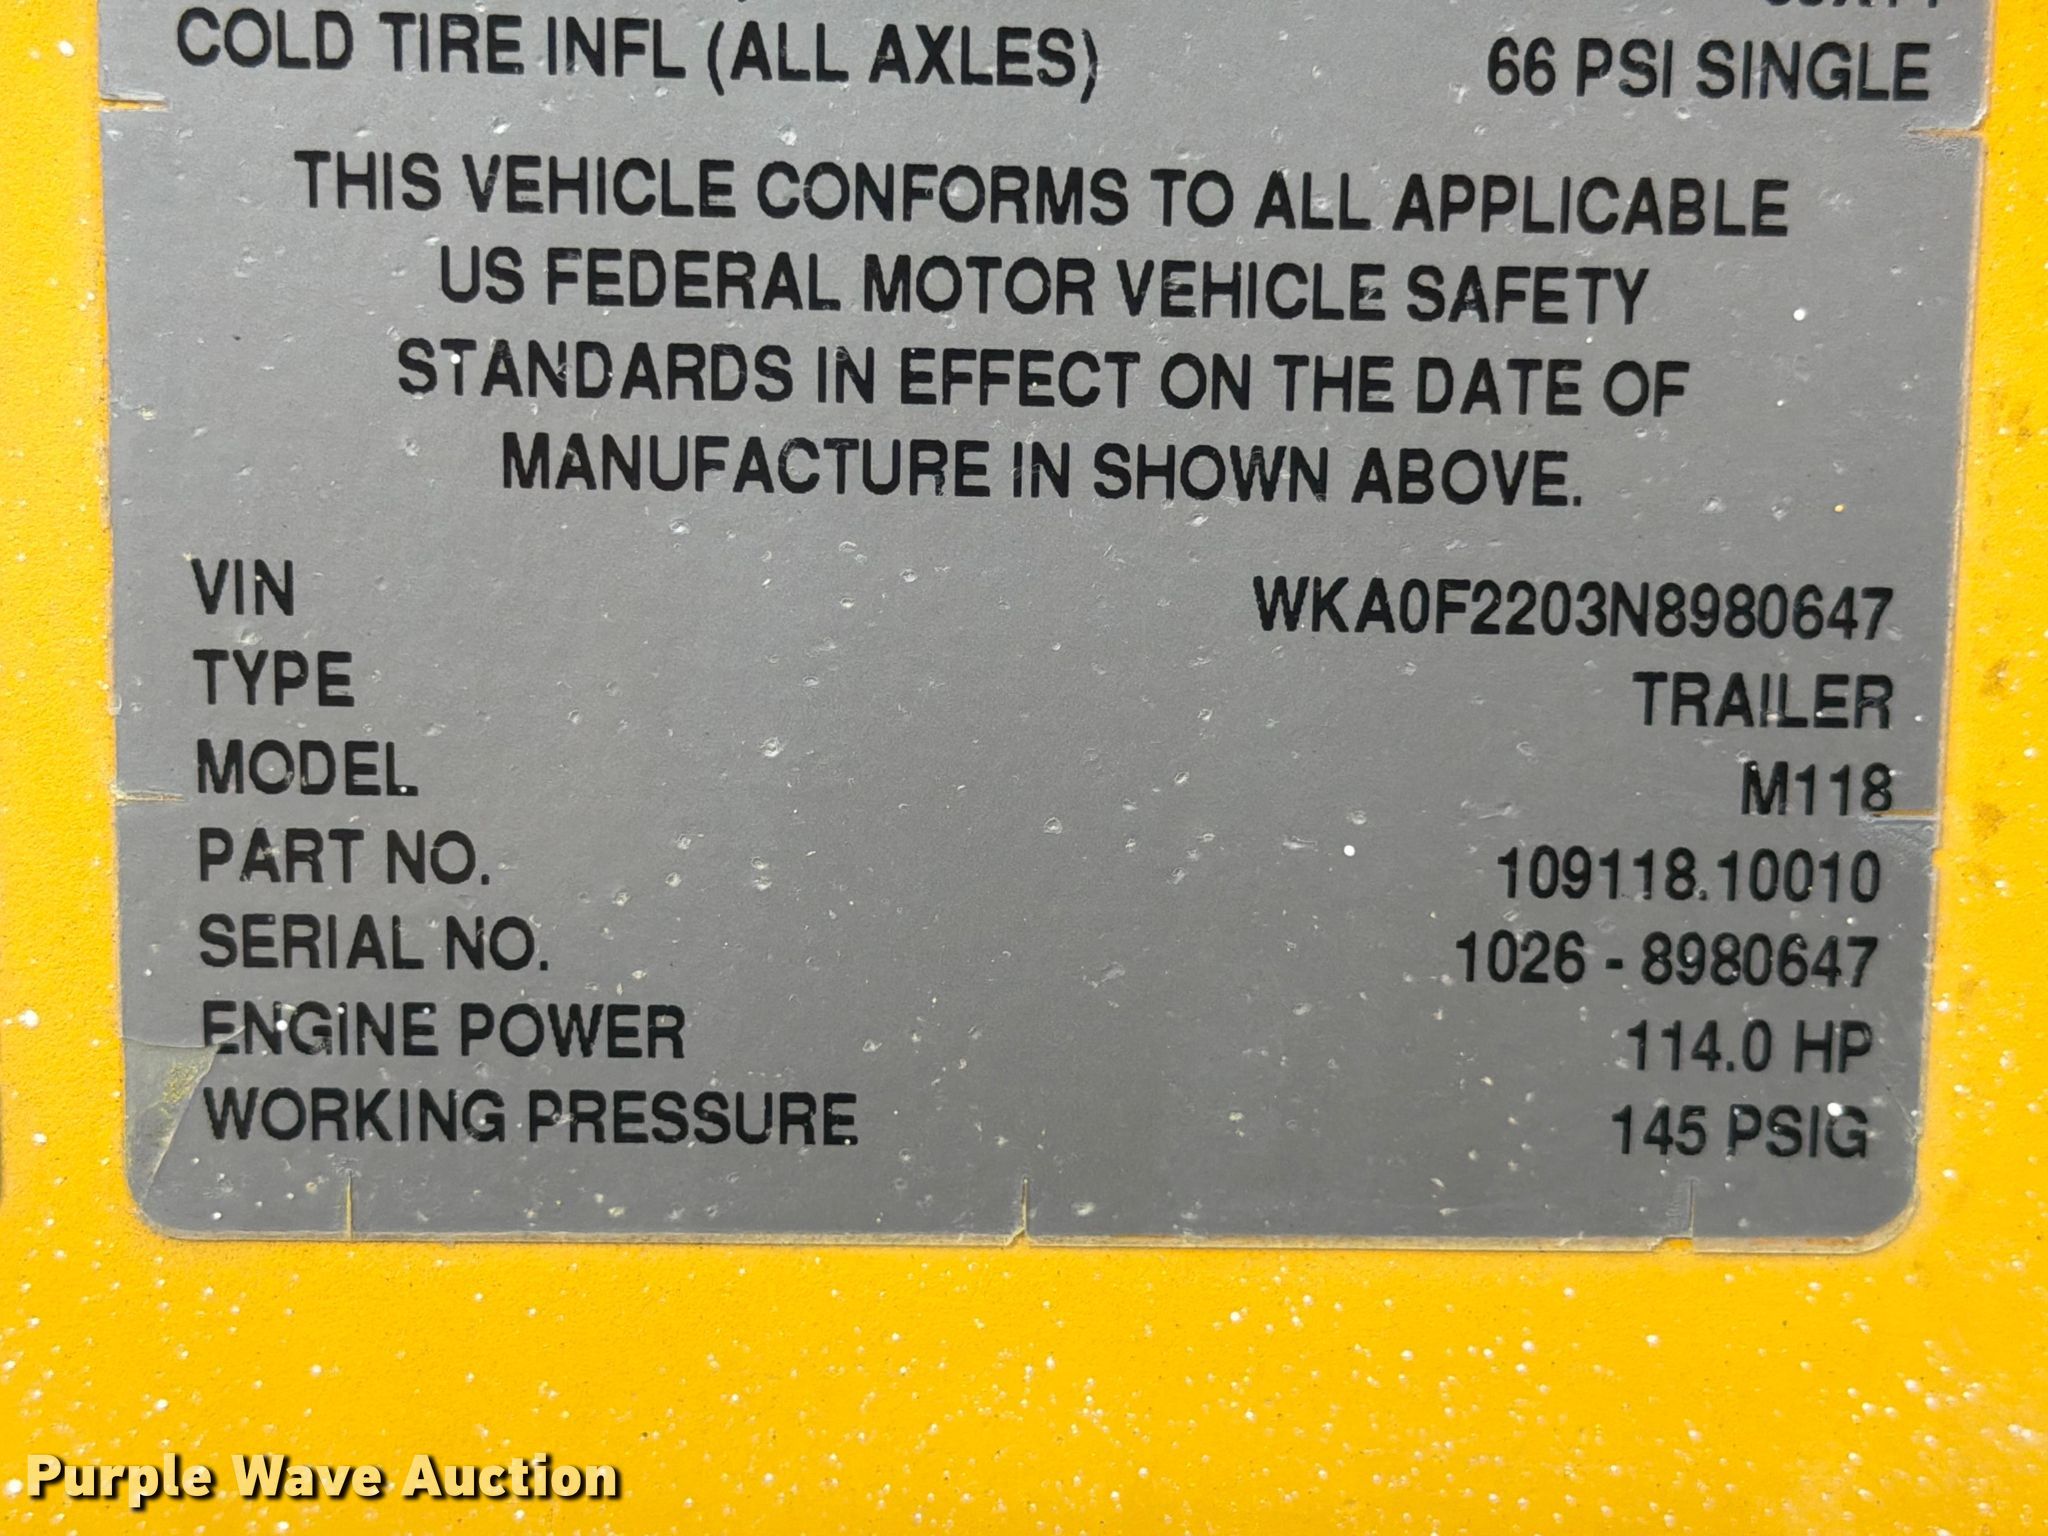 COLD TIRE INFL (ALL AXLES) 66 PSI SINGLE
THIS VEHICLE CONFORMS TO ALL APPLICABLE
US FEDERAL MOTOR VEHICLE SAFETY
STANDARDS IN EFFECT ON THE DATE OF
MANUFACTURE IN SHOWN ABOVE.
VIN WKA0F2203N8980647
TYPE TRAILER
MODEL M118
PART NO. 109118.10010
SERIAL NO. 1026 - 8980647
ENGINE POWER 114.0 HP
WORKING PRESSURE 145 PSIG
Purple Wave Auction